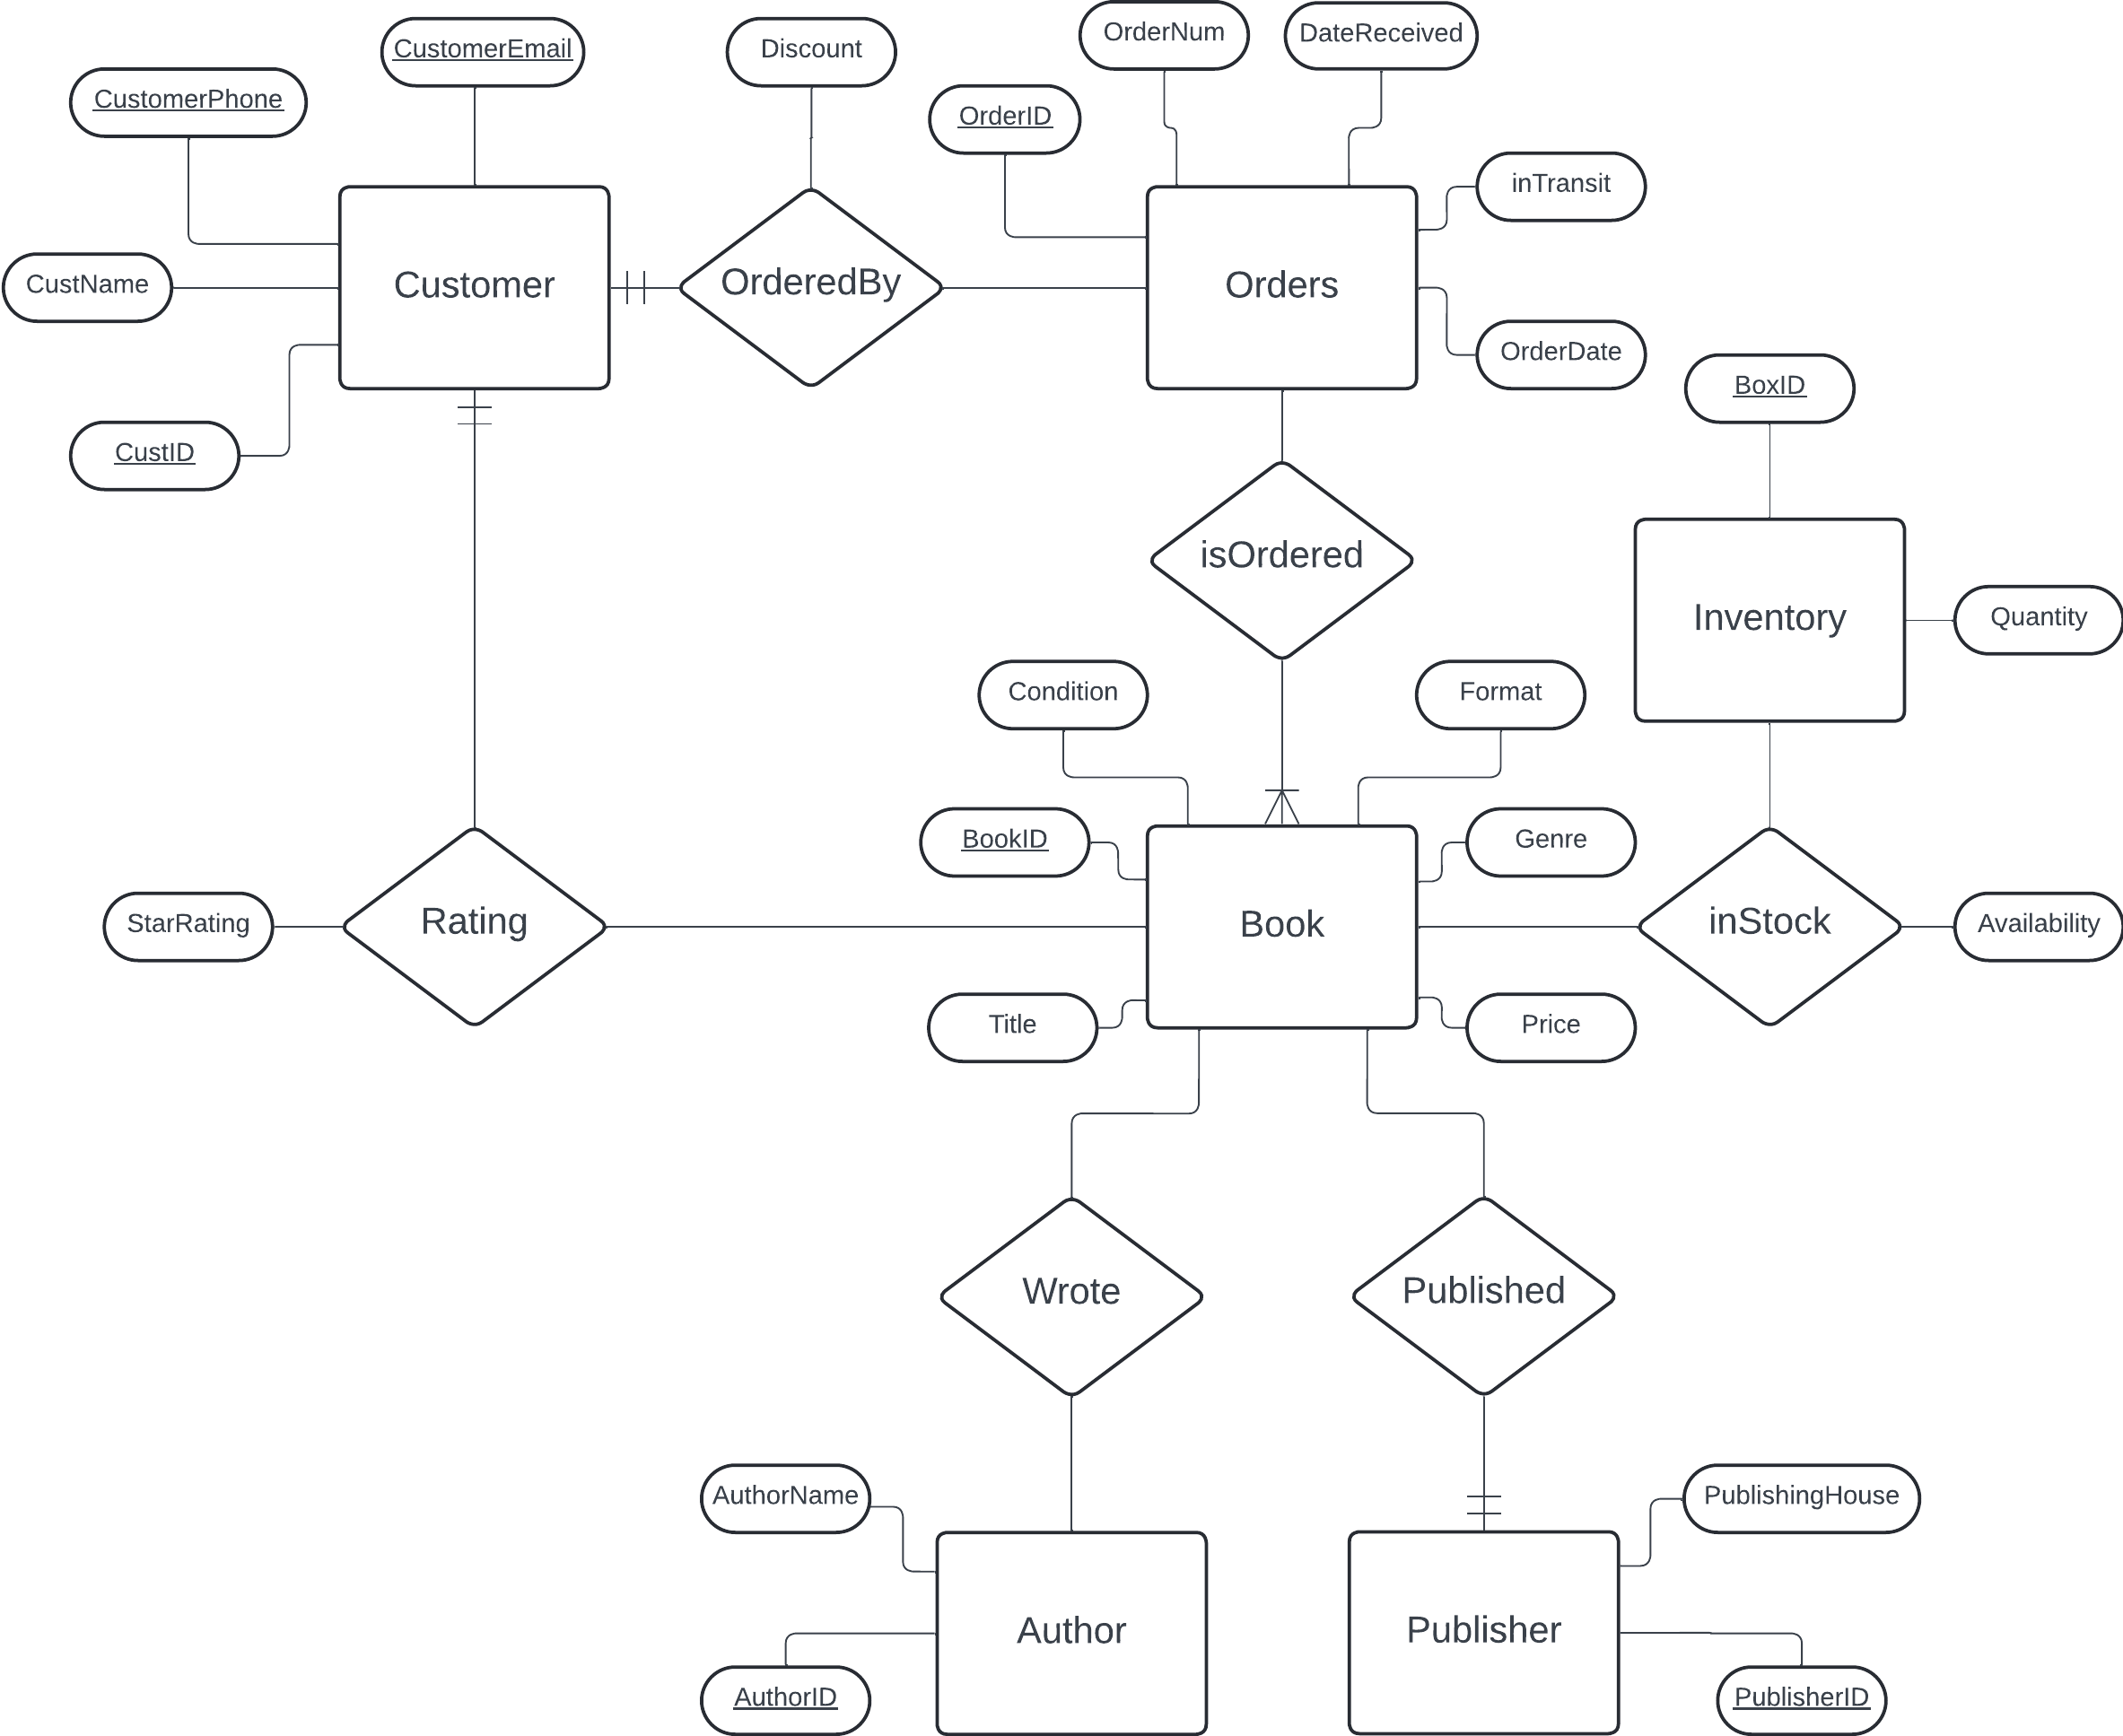 OrderNum
DateReceived
CustomerEmail
Discount
CustomerPhone
OrderID
inTransit
CustName
Customer
OrderedBy
Orders
OrderDate
BoxID
CustID
isOrdered
Inventory
Quantity
Condition
Format
BookID
Genre
StarRating
Rating
Book
inStock
Availability
Title
Price
Wrote
Published
AuthorName
PublishingHouse
Author
Publisher
AuthorID
PublisherID